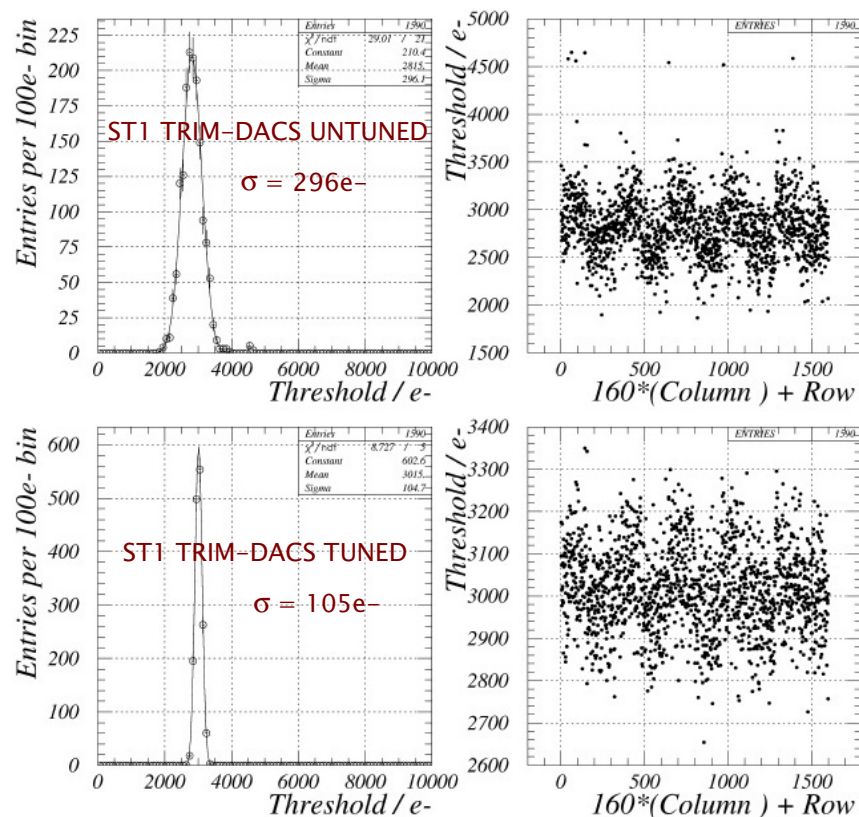 Entries 1590
χ²/ndf 29.01 / 21
Constant 210.4
Mean 2815.
Sigma 296.1
ST1 TRIM-DACS UNTUNED
σ = 296e-
Entries per 100e- bin
225
200
175
150
125
100
75
50
25
0
0 2000 4000 6000 8000 10000
Threshold / e-
ENTRIES 1590
Threshold / e-
5000
4500
4000
3500
3000
2500
2000
1500
0 500 1000 1500
160*(Column ) + Row
Entries 1590
χ²/ndf 8.727 / 5
Constant 602.6
Mean 3015.
Sigma 104.7
ST1 TRIM-DACS TUNED
σ = 105e-
Entries per 100e- bin
600
500
400
300
200
100
0
0 2000 4000 6000 8000 10000
Threshold / e-
ENTRIES 1590
Threshold / e-
3400
3300
3200
3100
3000
2900
2800
2700
2600
0 500 1000 1500
160*(Column ) + Row